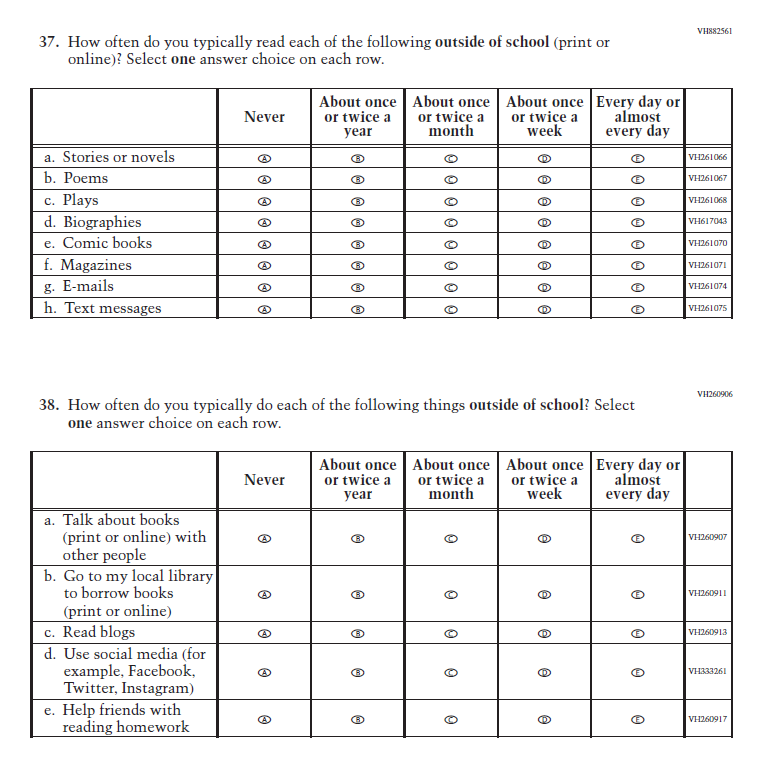 VH882561
37. How often do you typically read each of the following outside of school (print or
online)? Select one answer choice on each row.
Never
About once
or twice a
year
About once
or twice a
month
About once
or twice a
week
Every day or
almost
every day
a. Stories or novels A B C D E VH261066
b. Poems A B C D E VH261067
c. Plays A B C D E VH261068
d. Biographies A B C D E VH617043
e. Comic books A B C D E VH261070
f. Magazines A B C D E VH261071
g. E-mails A B C D E VH261074
h. Text messages A B C D E VH261075
VH260906
38. How often do you typically do each of the following things outside of school? Select
one answer choice on each row.
Never
About once
or twice a
year
About once
or twice a
month
About once
or twice a
week
Every day or
almost
every day
a. Talk about books
(print or online) with
other people
A B C D E VH260907
b. Go to my local library
to borrow books
(print or online)
A B C D E VH260911
c. Read blogs A B C D E VH260913
d. Use social media (for
example, Facebook,
Twitter, Instagram)
A B C D E VH333261
e. Help friends with
reading homework
A B C D E VH260917